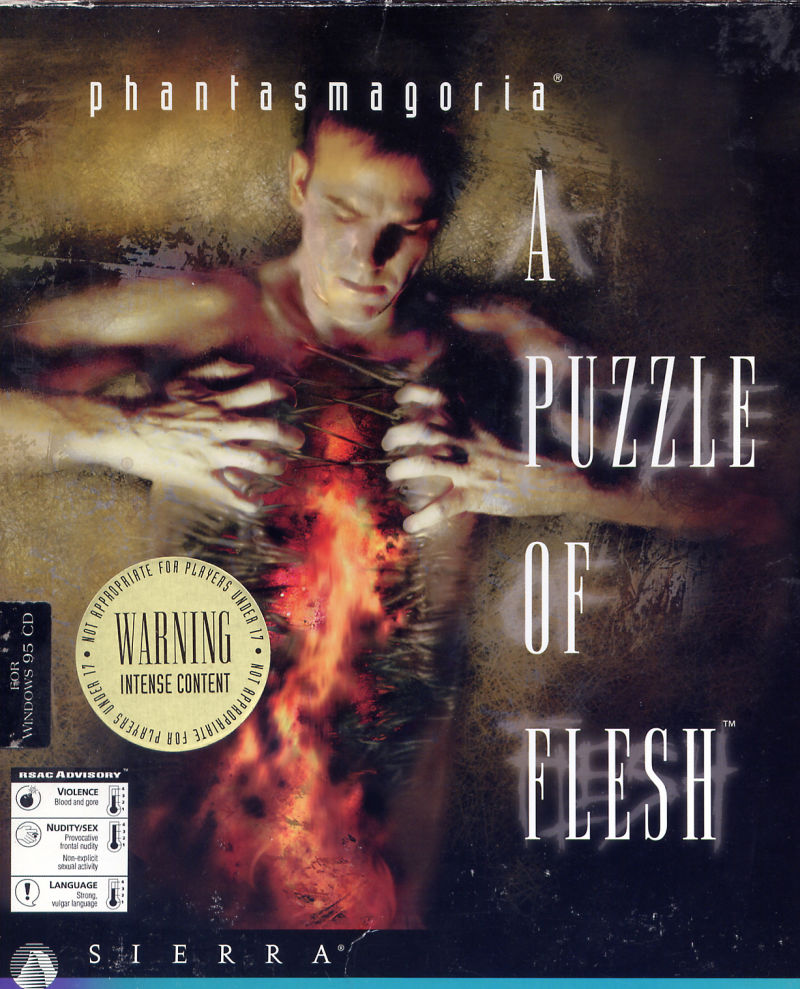 phantasmagoria®
A
PUZZLE
OF
FLESH™
• NOT APPROPRIATE FOR PLAYERS UNDER 17 • NOT APPROPRIATE FOR PLAYERS UNDER 17
WARNING
INTENSE CONTENT
FOR
WINDOWS 95 CD
RSAC ADVISORY™
VIOLENCE
Blood and gore
NUDITY/SEX
Provocative
frontal nudity
Non-explicit
sexual activity
LANGUAGE
Strong,
vulgar language
SIERRA®